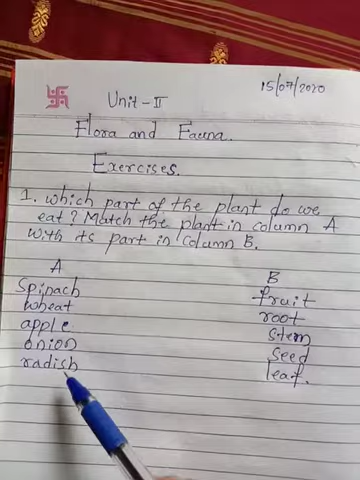 15/07/2020
Unit - II
Flora and Fauna.
Exercises.
1. which part of the plant do we
eat? Match the plant in column A
with its part in column B.
A B
Spinach fruit
wheat root
apple stem
onion seed
radish leaf.